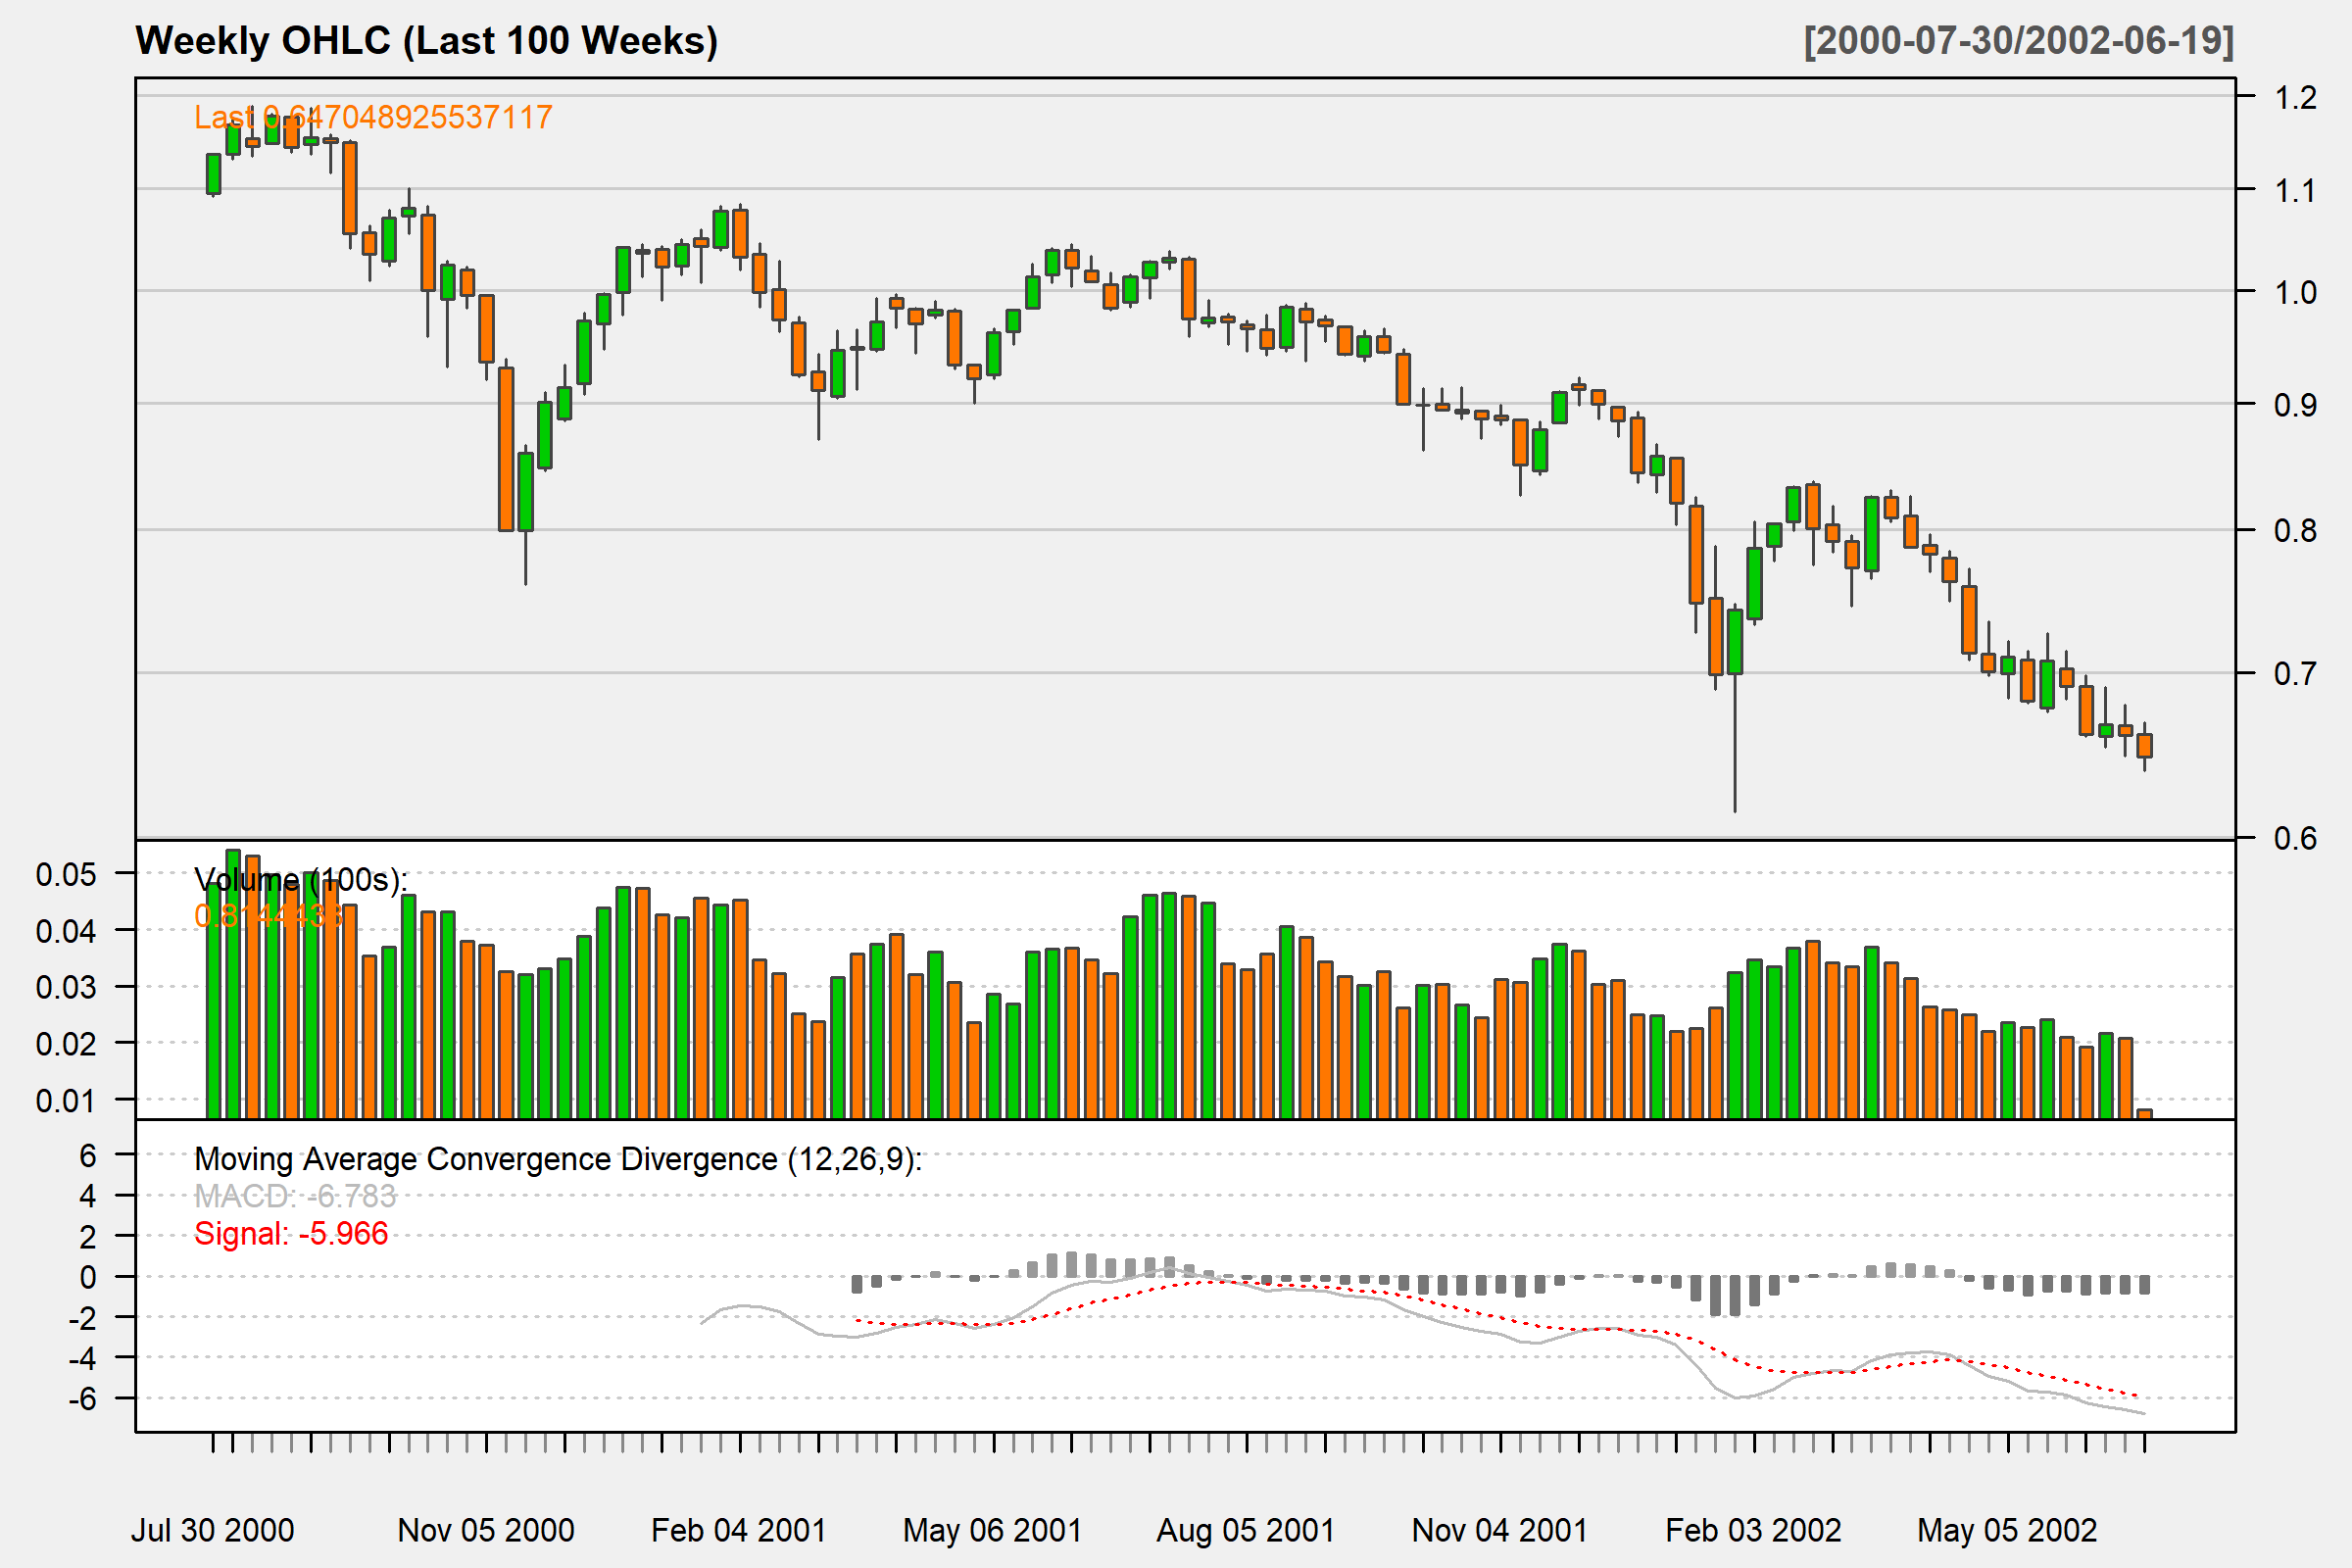 Weekly OHLC (Last 100 Weeks)
[2000-07-30/2002-06-19]
Last 0.647048925537117
1.2
1.1
1.0
0.9
0.8
0.7
0.6
Volume (100s):
0.05
0.04
0.03
0.02
0.01
Moving Average Convergence Divergence (12,26,9):
MACD: -6.783
Signal: -5.966
6
4
2
0
-2
-4
-6
Jul 30 2000
Nov 05 2000
Feb 04 2001
May 06 2001
Aug 05 2001
Nov 04 2001
Feb 03 2002
May 05 2002